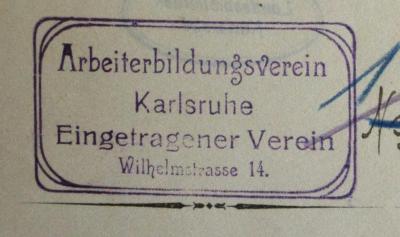 Arbeiterbildungsverein
Karlsruhe
Eingetragener Verein
Wilhelmstrasse 14.